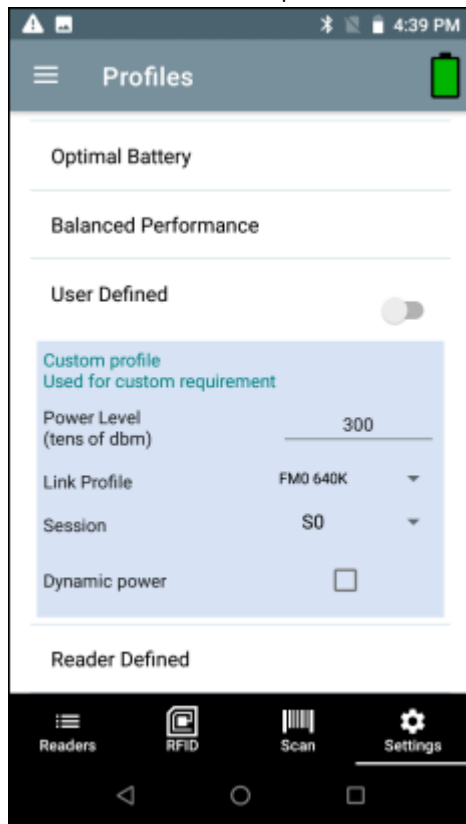 4:39 PM
Profiles
Optimal Battery
Balanced Performance
User Defined
Custom profile
Used for custom requirement
Power Level
(tens of dbm)
300
Link Profile
FM0 640K
Session
S0
Dynamic power
Reader Defined
Readers
RFID
Scan
Settings